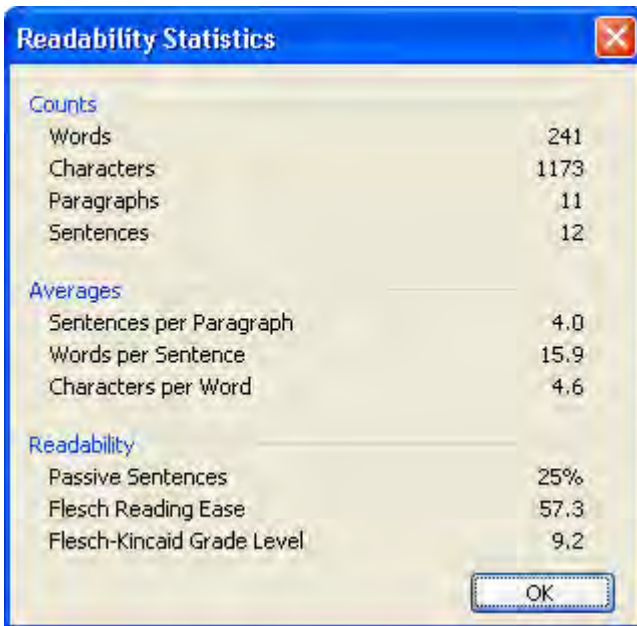 Readability Statistics
Counts
Words 241
Characters 1173
Paragraphs 11
Sentences 12
Averages
Sentences per Paragraph 4.0
Words per Sentence 15.9
Characters per Word 4.6
Readability
Passive Sentences 25%
Flesch Reading Ease 57.3
Flesch-Kincaid Grade Level 9.2
OK